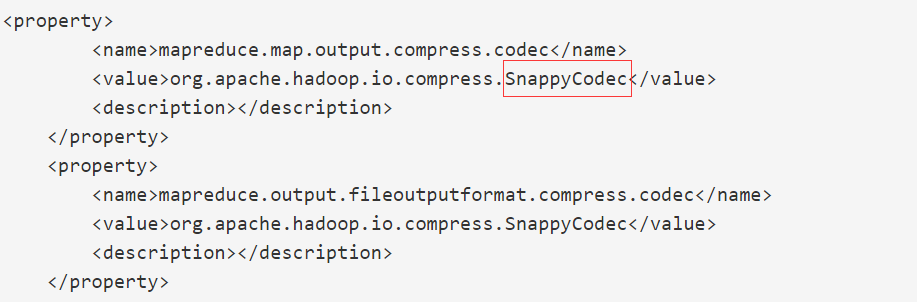 <property>
<name>mapreduce.map.output.compress.codec</name>
<value>org.apache.hadoop.io.compress.SnappyCodec</value>
<description></description>
</property>
<property>
<name>mapreduce.output.fileoutputformat.compress.codec</name>
<value>org.apache.hadoop.io.compress.SnappyCodec</value>
<description></description>
</property>